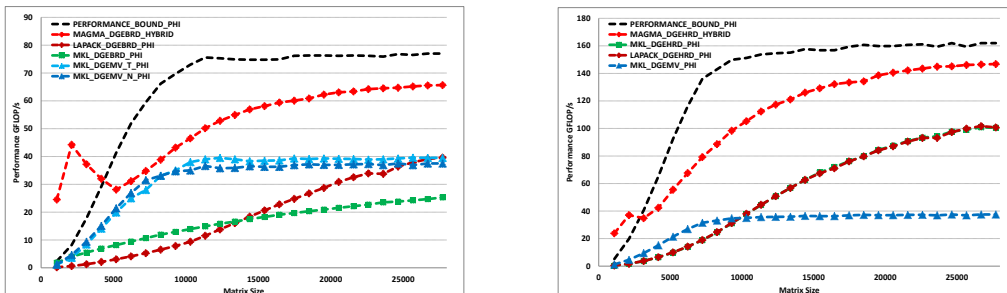 90
80
70
60
50
40
30
20
10
0
Performance GFLOP/s
PERFORMANCE_BOUND_PHI
MAGMA_DGEBRD_HYBRID
LAPACK_DGEBRD_PHI
MKL_DGEBRD_PHI
MKL_DGEMV_T_PHI
MKL_DGEMV_N_PHI
0 5000 10000 15000 20000 25000
Matrix Size
180
160
140
120
100
80
60
40
20
0
Performance GFLOP/s
PERFORMANCE_BOUND_PHI
MAGMA_DGEHRD_HYBRID
MKL_DGEHRD_PHI
LAPACK_DGEHRD_PHI
MKL_DGEMV_PHI
0 5000 10000 15000 20000 25000
Matrix Size